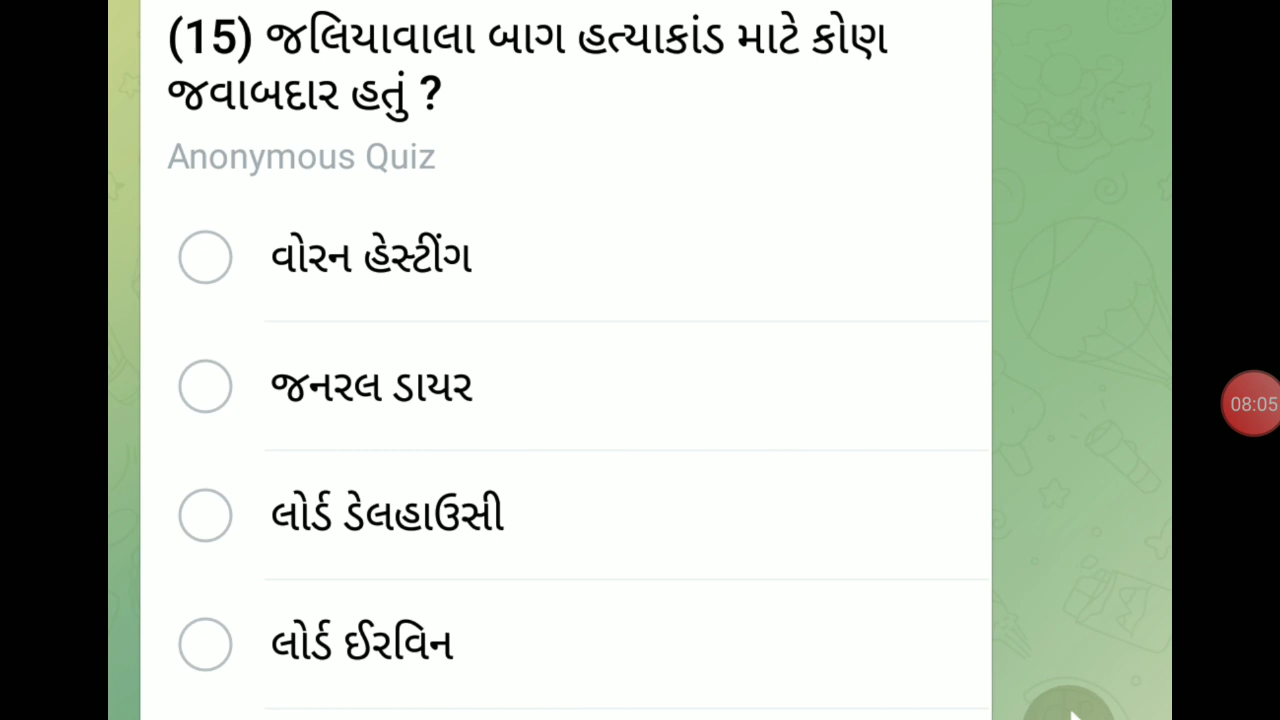 (15) જલિયાવાલા બાગ હત્યાકાંડ માટે કોણ
જવાબદાર હતું ?
Anonymous Quiz
વોરન હેસ્ટીંગ
જનરલ ડાયર
08:05
લોર્ડ ડેલહાઉસી
લોર્ડ ઈરવિન